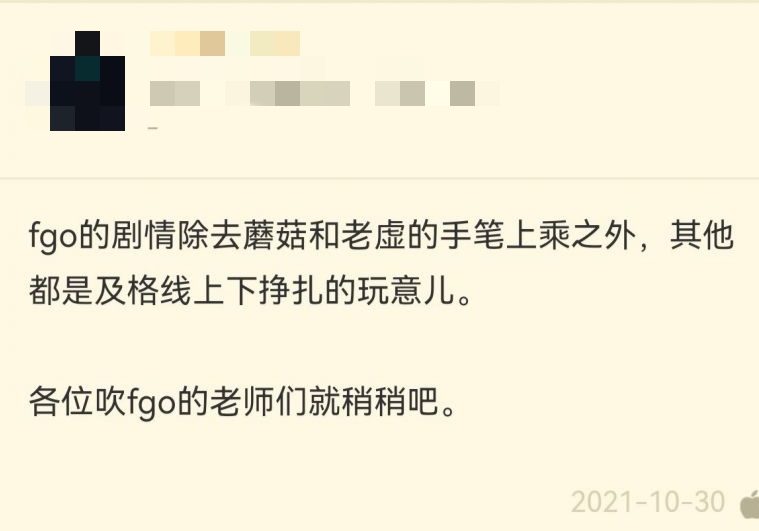 fgo的剧情除去蘑菇和老虚的手笔上乘之外，其他
都是及格线上下挣扎的玩意儿。
各位吹fgo的老师们就稍稍吧。
2021-10-30